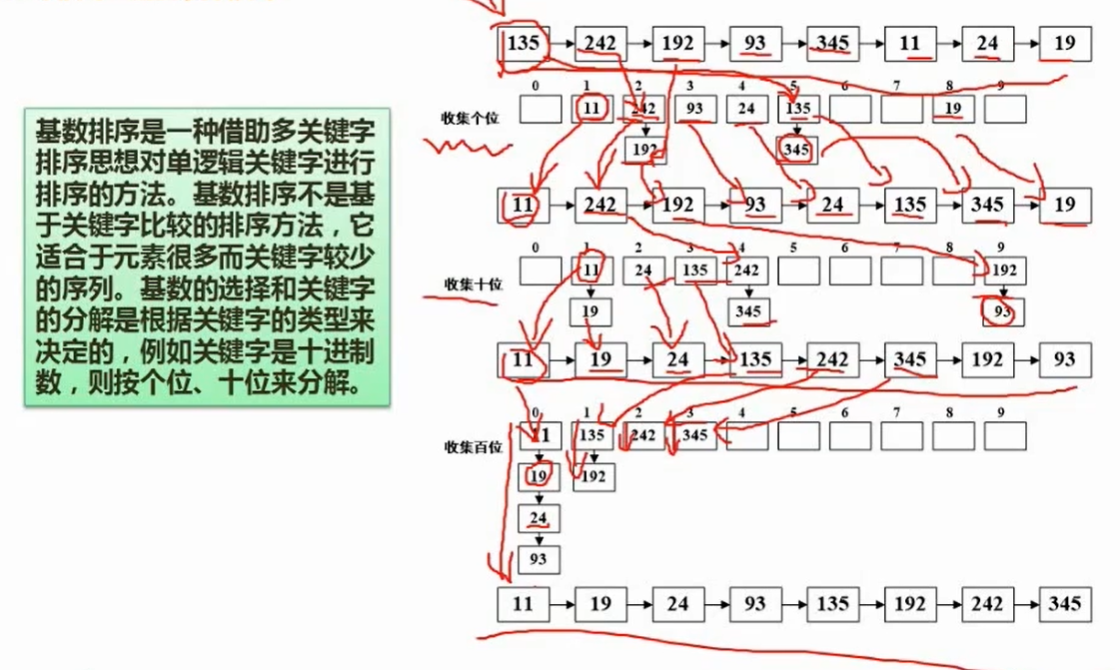 基数排序是一种借助多关键字
排序思想对单逻辑关键字进行
排序的方法。基数排序不是基
于关键字比较的排序方法，它
适合于元素很多而关键字较少
的序列。基数的选择和关键字
的分解是根据关键字的类型来
决定的，例如关键字是十进制
数，则按个位、十位来分解。
135 242 192 93 345 11 24 19
0 1 2 3 4 5 6 7 8 9
收集个位
11 242 93 24 135 19
192 345
11 242 192 93 24 135 345 19
0 1 2 3 4 5 6 7 8 9
收集十位
11 24 135 242 192
19 345 93
11 19 24 135 242 345 192 93
0 1 2 3 4 5 6 7 8 9
收集百位
11 135 242 345
19 192
24
93
11 19 24 93 135 192 242 345